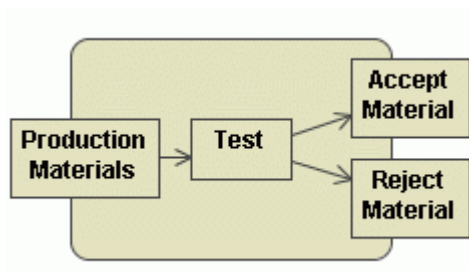 Production
Materials
Test
Accept
Material
Reject
Material